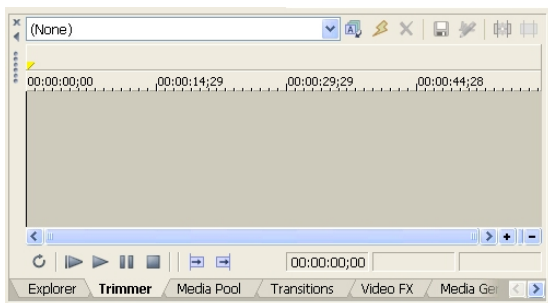 (None)
00:00:00;00 00:00:14;29 00:00:29;29 00:00:44;28
00:00:00;00
Explorer Trimmer Media Pool Transitions Video FX Media Ger